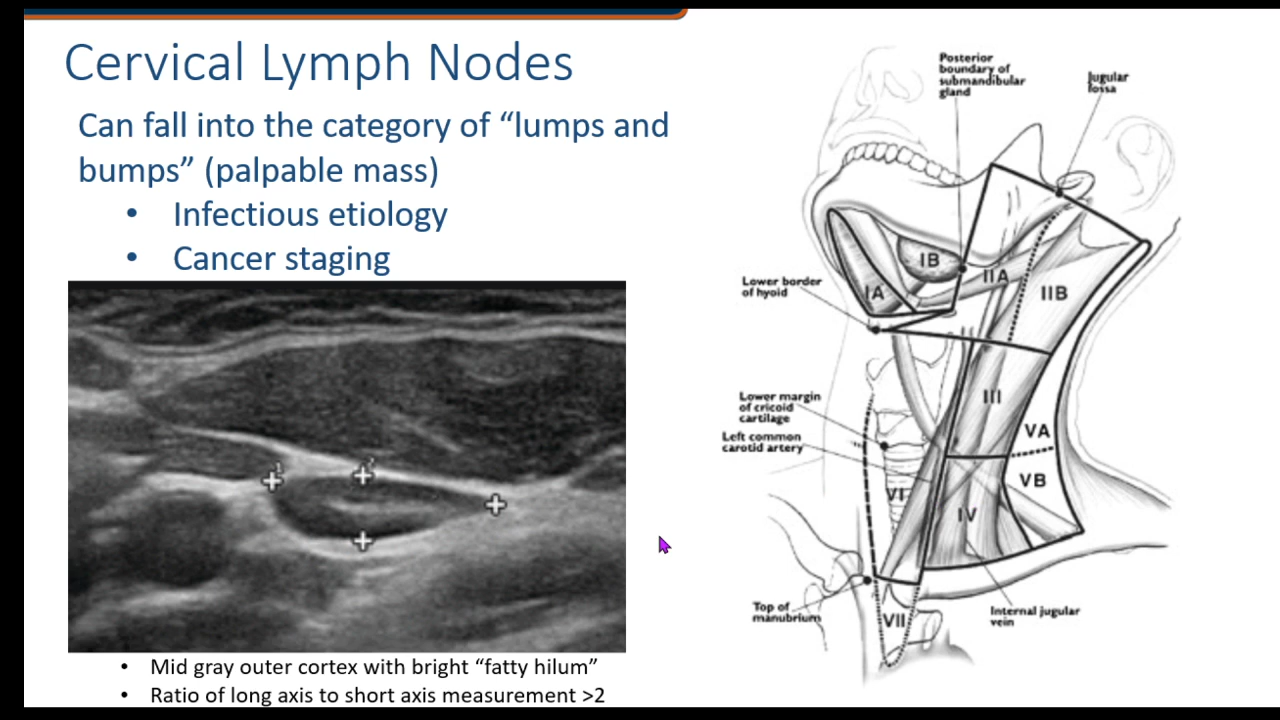 Cervical Lymph Nodes
Can fall into the category of “lumps and
bumps” (palpable mass)
• Infectious etiology
• Cancer staging
1
2
• Mid gray outer cortex with bright “fatty hilum”
• Ratio of long axis to short axis measurement >2
Posterior
boundary of
submandibular
gland
Jugular
fossa
IB
IIA
IA
IIB
Lower border
of hyoid
III
Lower margin
of cricoid
cartilage
Left common
carotid artery
VA
VB
VI
IV
Top of
manubrium
Internal jugular
vein
VII